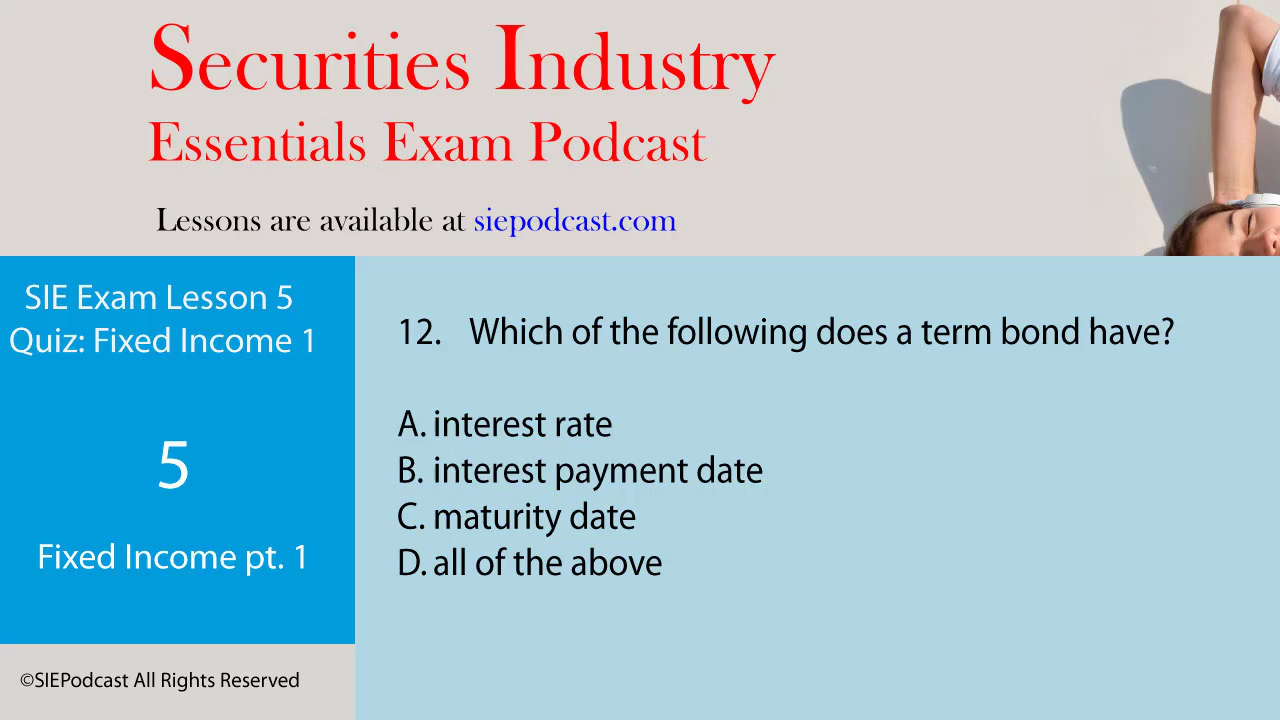 Securities Industry
Essentials Exam Podcast
Lessons are available at siepodcast.com
SIE Exam Lesson 5
Quiz: Fixed Income 1
5
Fixed Income pt. 1
©SIEPodcast All Rights Reserved
12. Which of the following does a term bond have?
A. interest rate
B. interest payment date
C. maturity date
D. all of the above